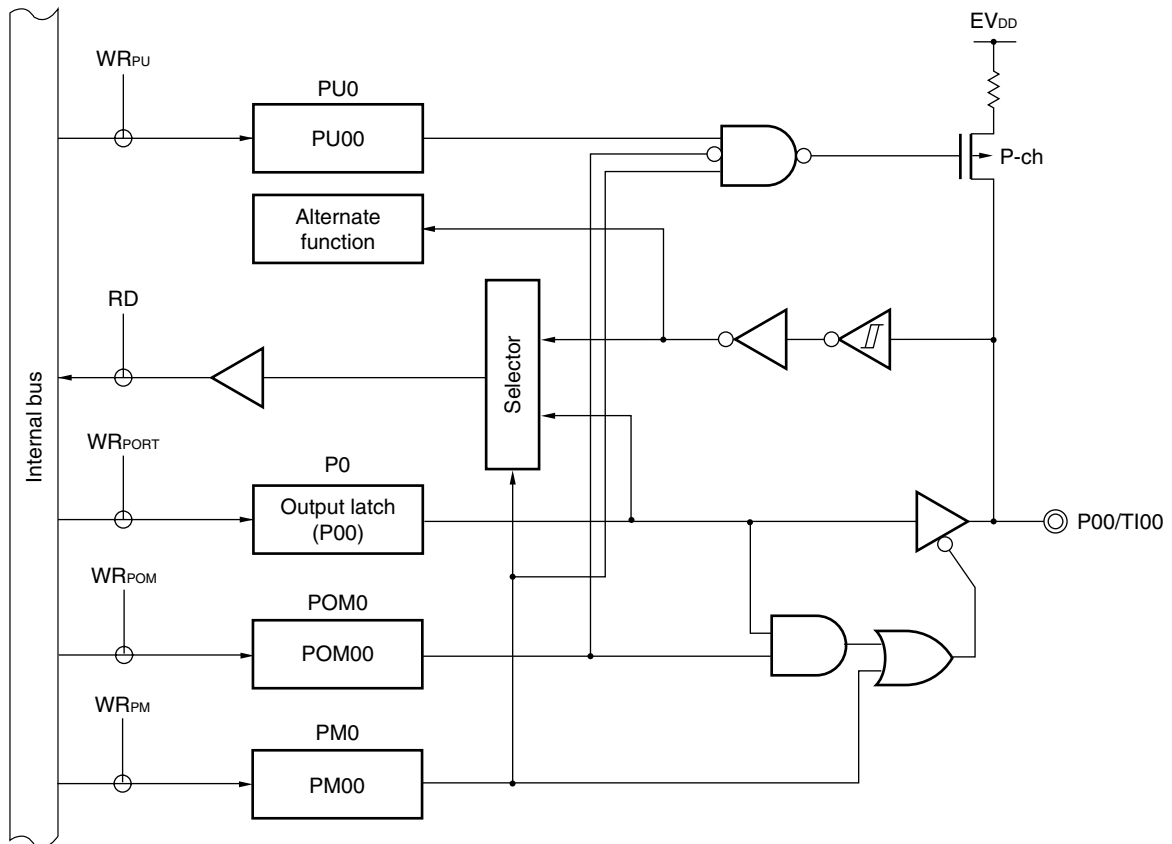 EVDD
WRPU
PU0
PU00
P-ch
Alternate
function
RD
Selector
Internal bus
WRPORT
P0
Output latch
(P00)
P00/TI00
WRPOM
POM0
POM00
WRPM
PM0
PM00